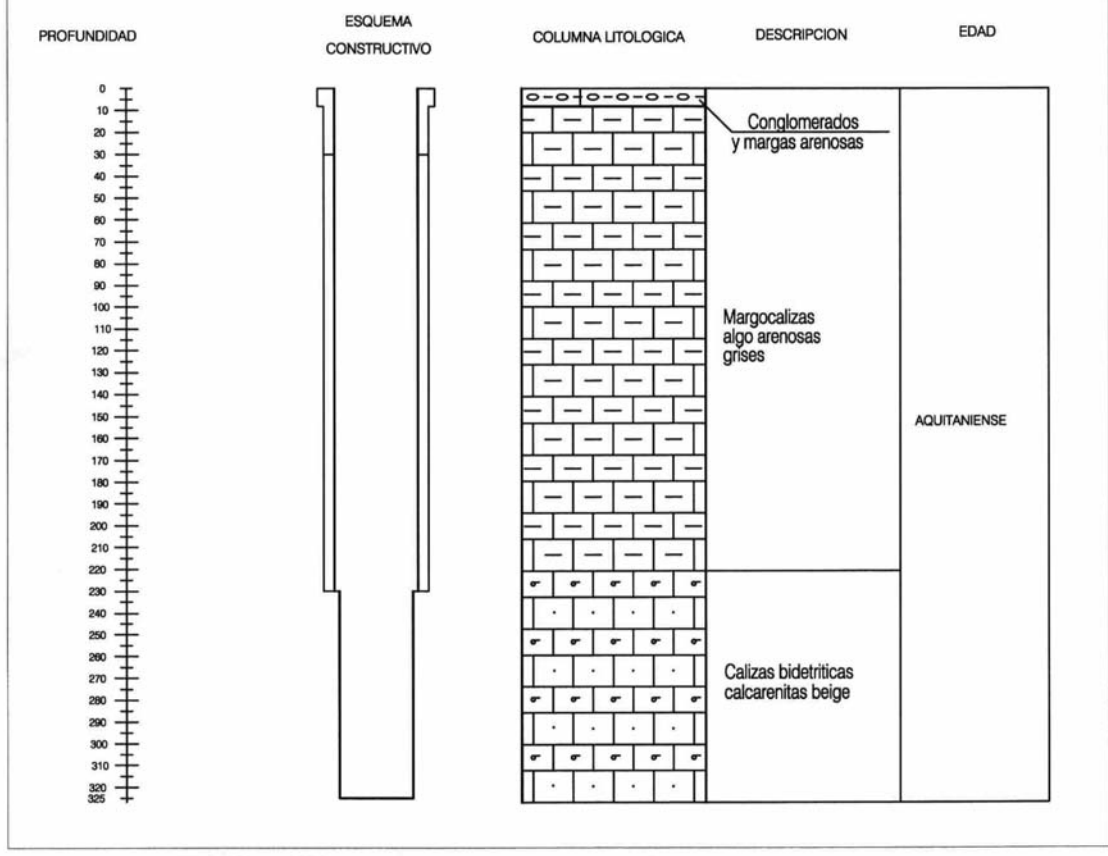 PROFUNDIDAD
ESQUEMA
CONSTRUCTIVO
COLUMNA LITOLOGICA
DESCRIPCION
EDAD
0
10
20
30
40
50
60
70
80
90
100
110
120
130
140
150
160
170
180
190
200
210
220
230
240
250
260
270
280
290
300
310
320
325
Conglomerados
y margas arenosas
Margocalizas
algo arenosas
grises
AQUITANIENSE
Calizas bidetriticas
calcarenitas beige